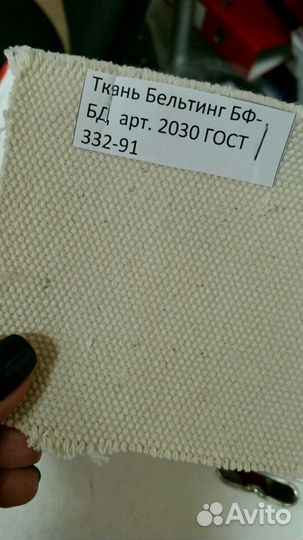 Ткань Бельтинг БФ-
БД арт. 2030 ГОСТ
332-91
Avito